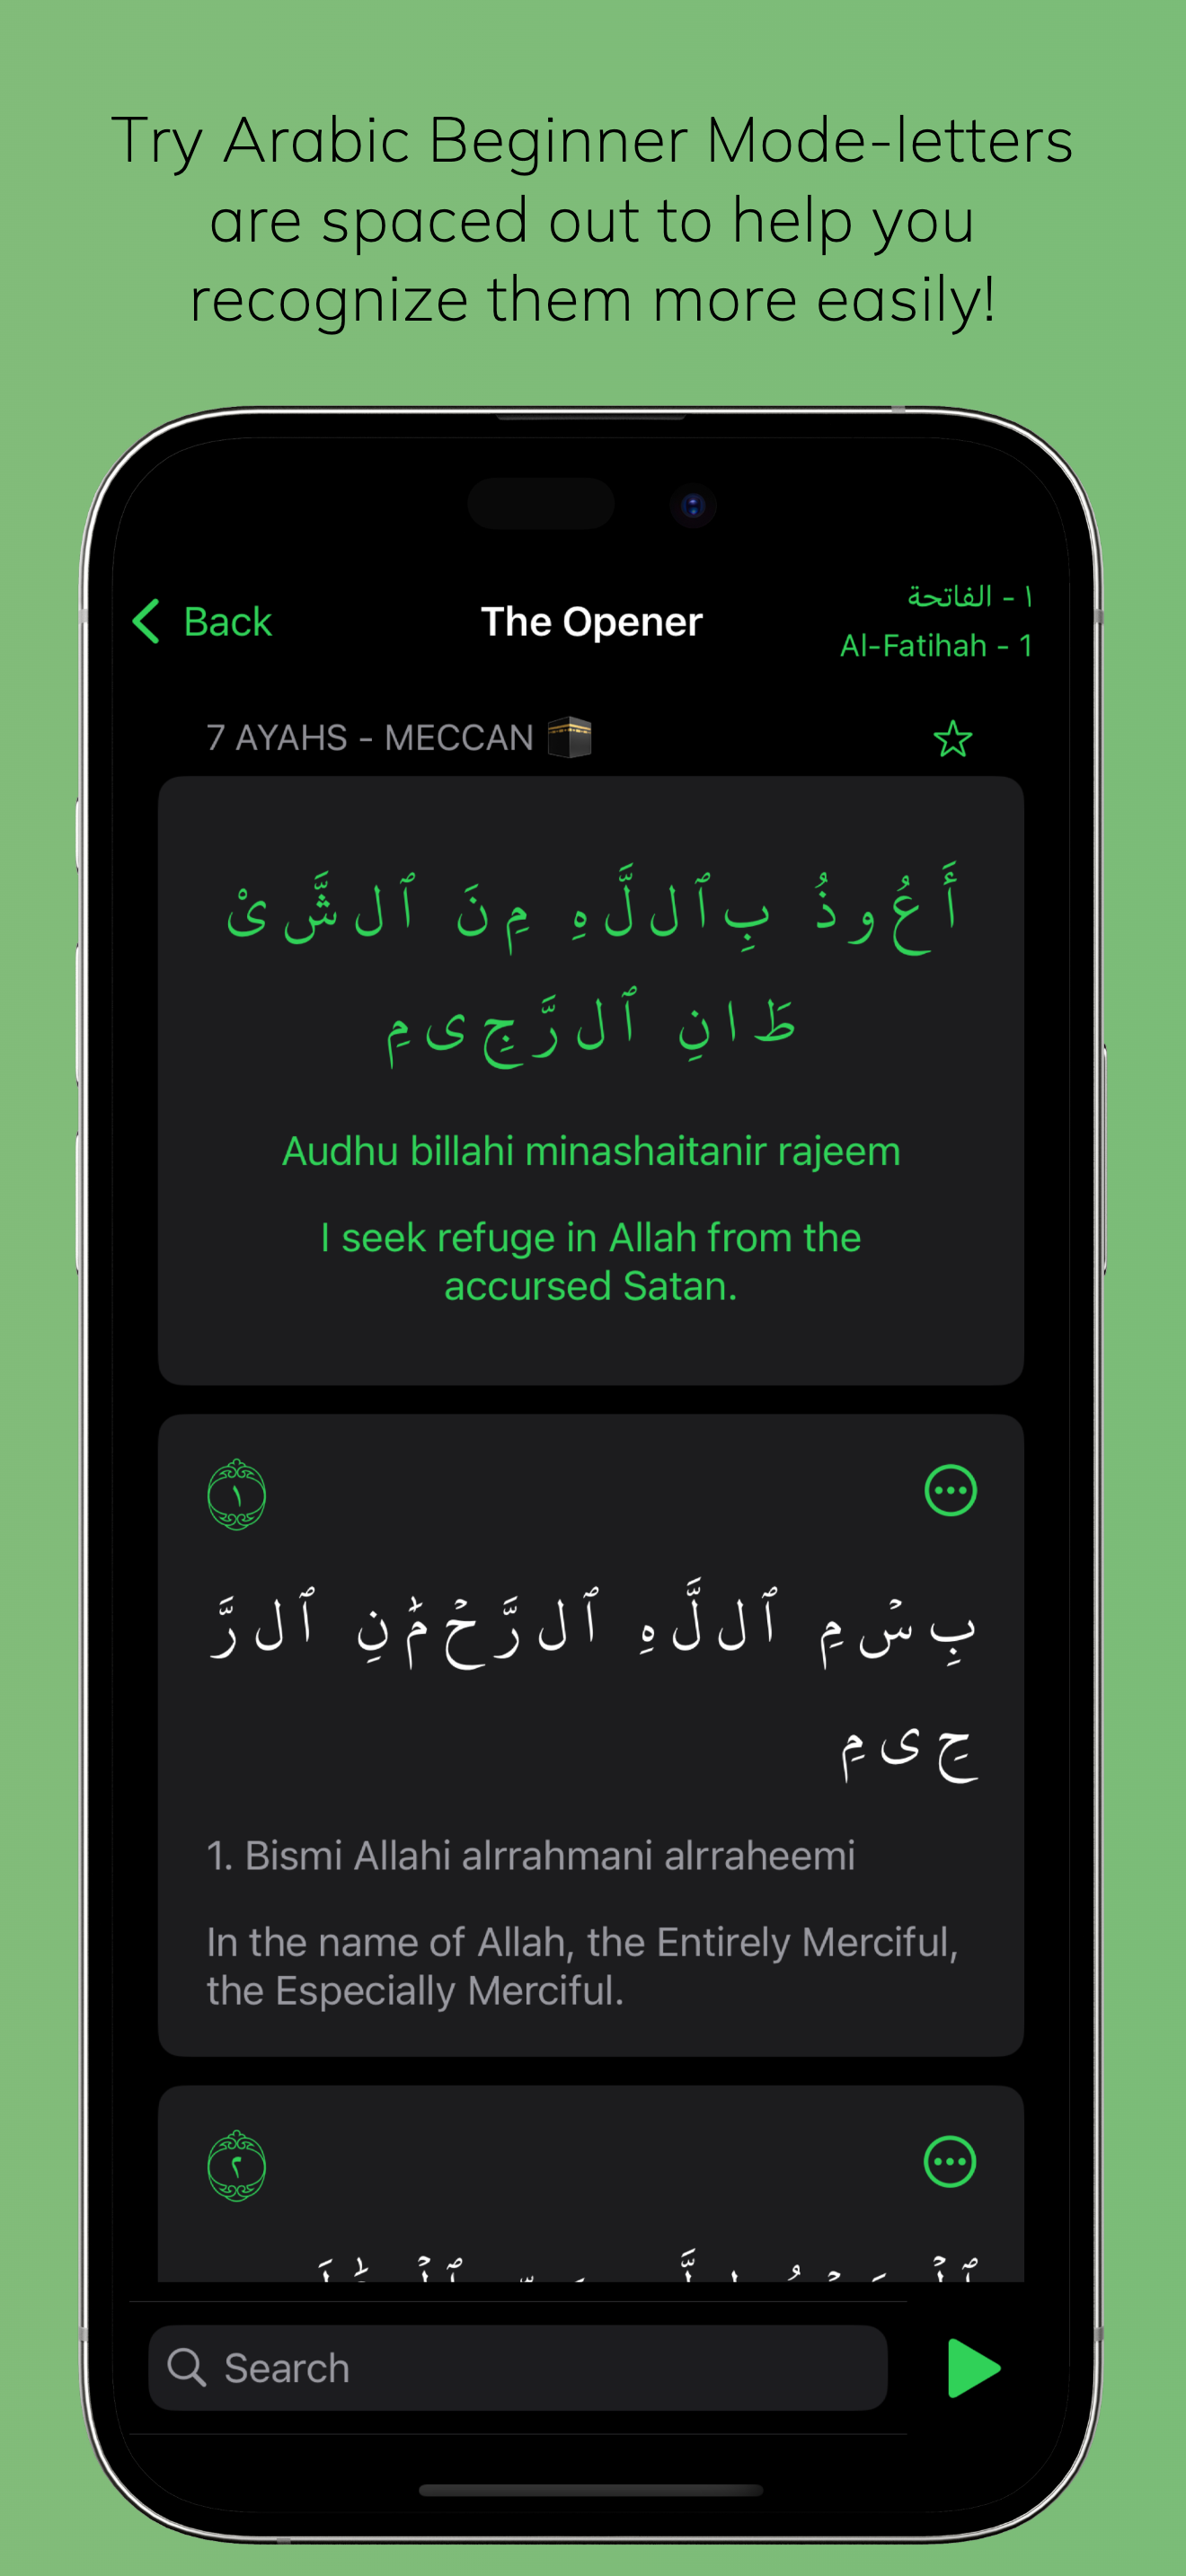 Try Arabic Beginner Mode-letters
are spaced out to help you
recognize them more easily!
Back
The Opener
١ - الفاتحة
Al-Fatihah - 1
7 AYAHS - MECCAN
أَ عُ و ذُ بِ ٱ ل لَّ هِ مِ نَ ٱ ل شَّ ىْ
طَ ا نِ ٱ ل رَّ جِ ى مِ
Audhu billahi minashaitanir rajeem
I seek refuge in Allah from the
accursed Satan.
١
بِ سۡ مِ ٱ ل لَّ هِ ٱ ل رَّ حۡ مَٰ نِ ٱ ل رَّ
حِ ى مِ
1. Bismi Allahi alrrahmani alrraheemi
In the name of Allah, the Entirely Merciful,
the Especially Merciful.
٢
Search